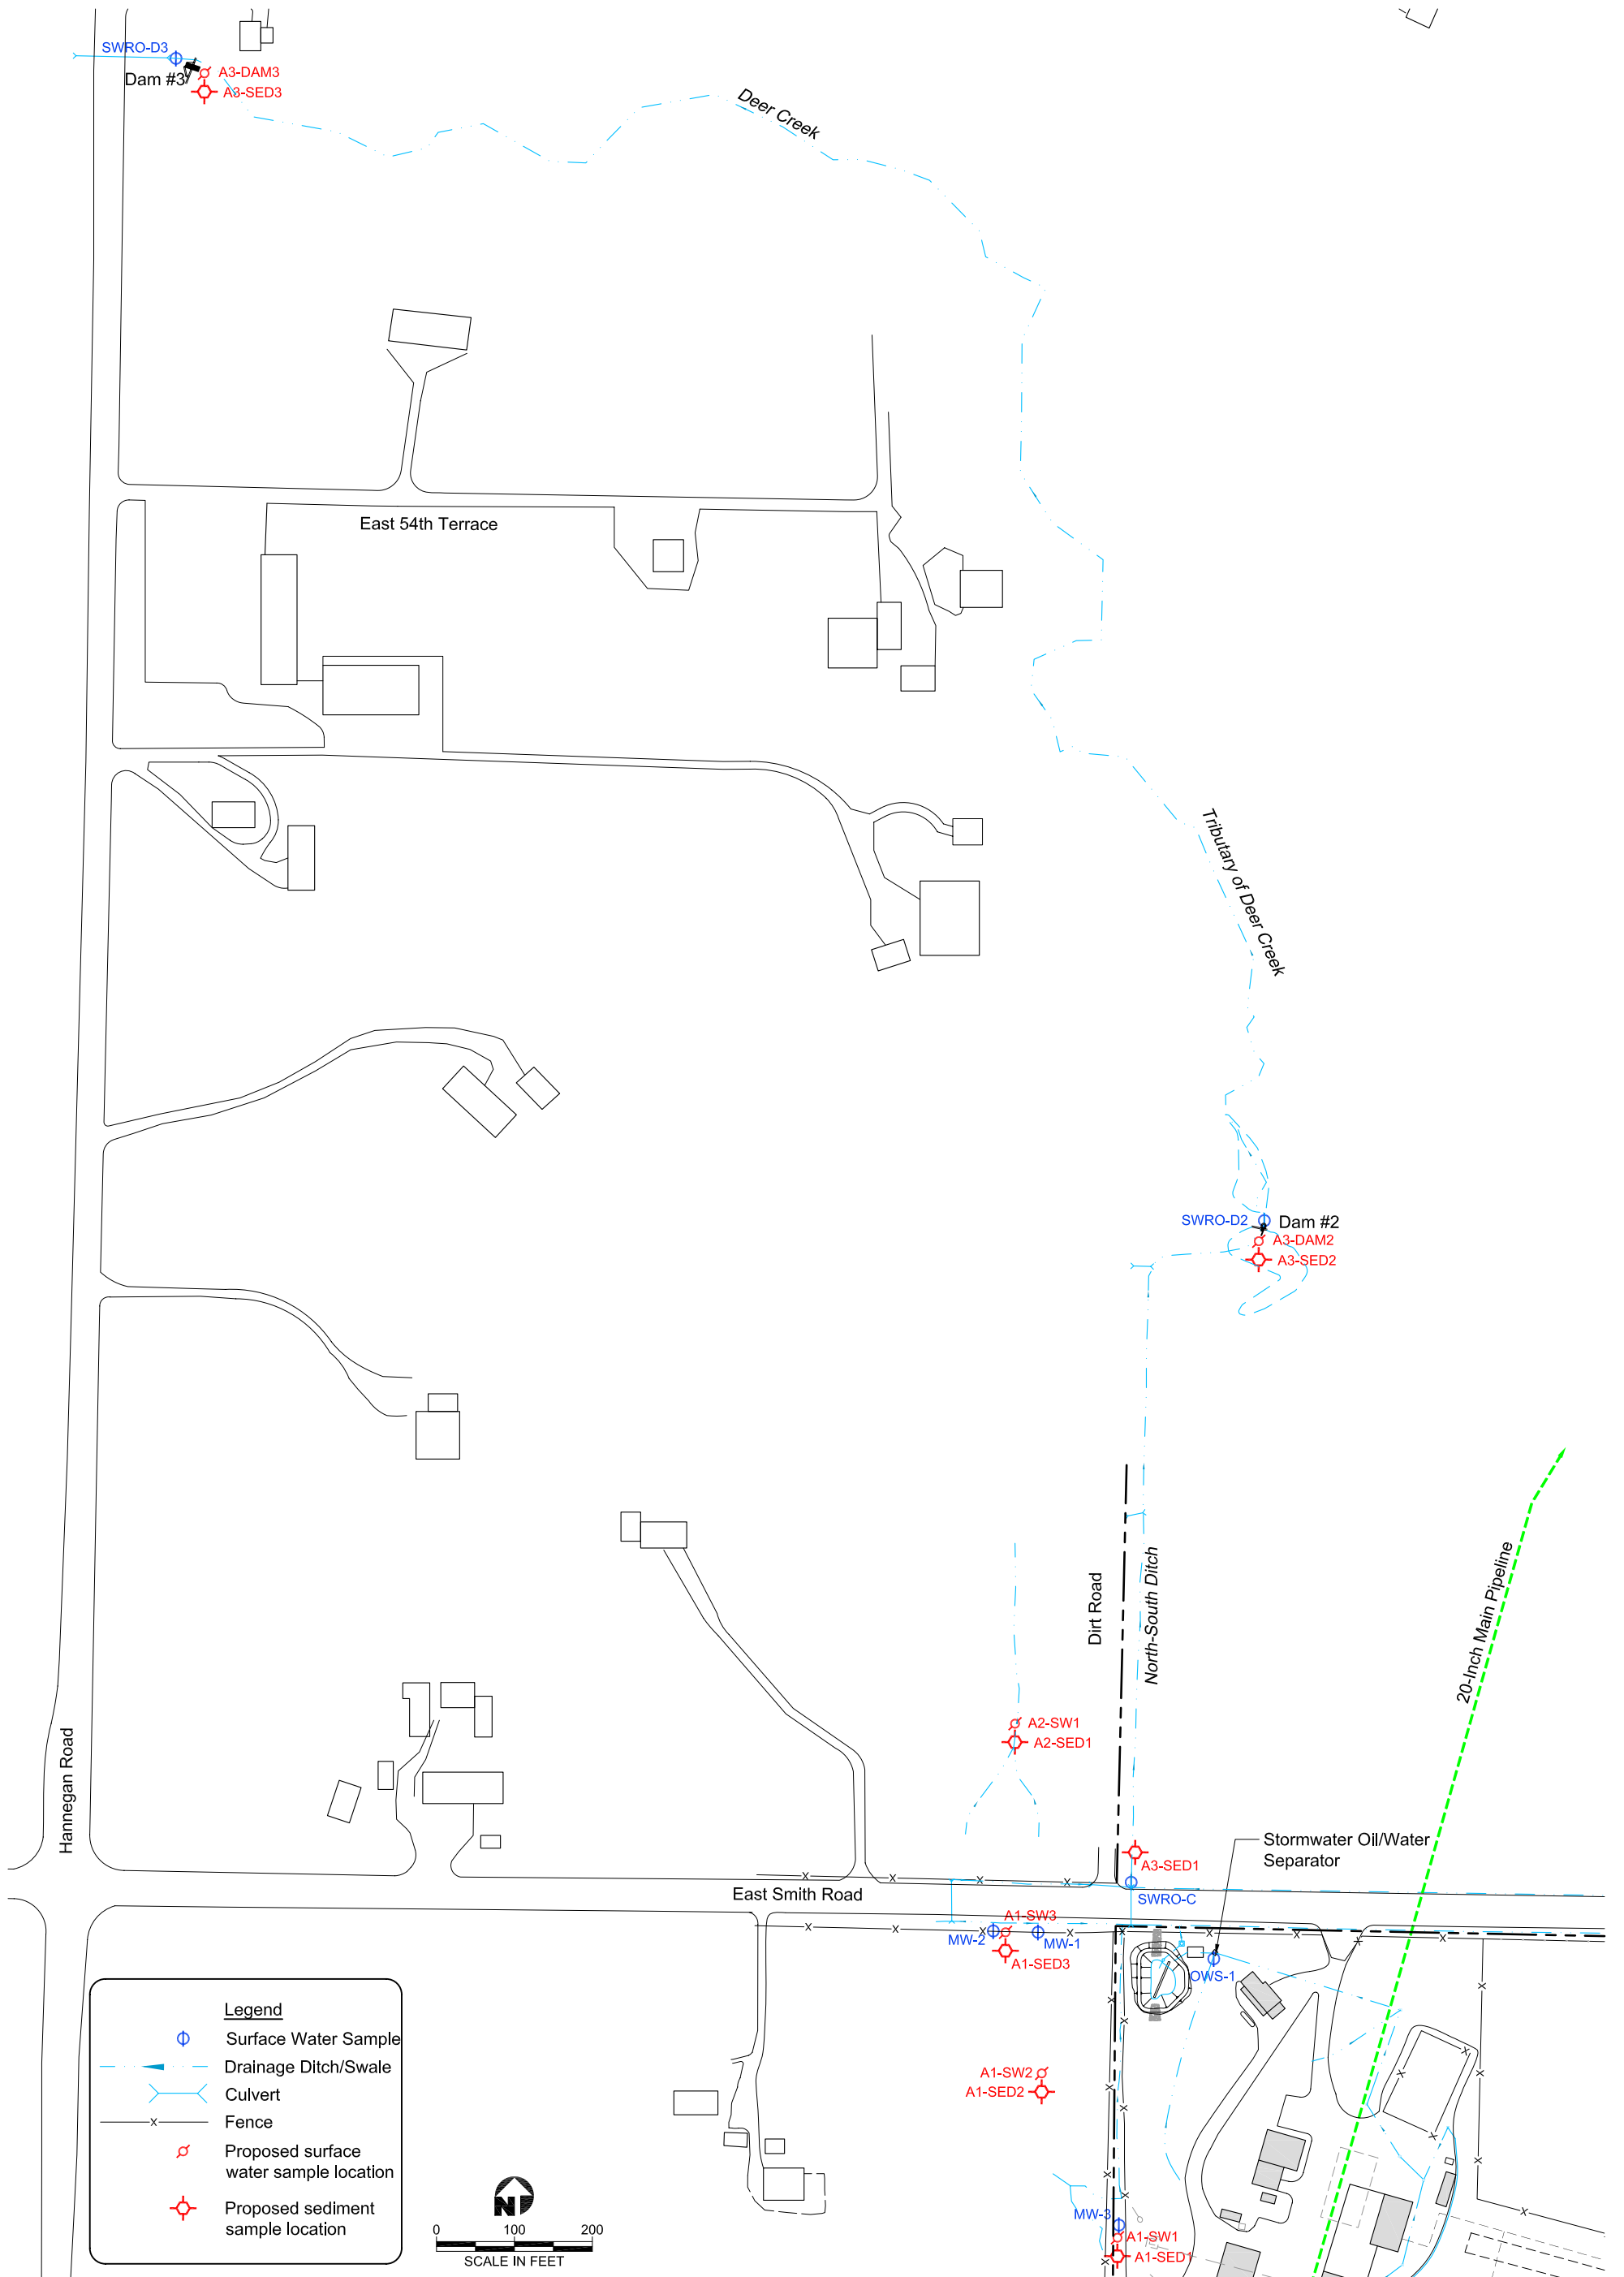 SWRO-D3
Dam #3
A3-DAM3
A3-SED3
Deer Creek
East 54th Terrace
Tributary of Deer Creek
SWRO-D2
Dam #2
A3-DAM2
A3-SED2
20-Inch Main Pipeline
Dirt Road
North-South Ditch
A2-SW1
A2-SED1
Hannegan Road
Stormwater Oil/Water
Separator
A3-SED1
SWRO-C
East Smith Road
A1-SW3
MW-2
MW-1
A1-SED3
OWS-1
A1-SW2
A1-SED2
MW-3
A1-SW1
A1-SED1
Legend
Surface Water Sample
Drainage Ditch/Swale
Culvert
Fence
Proposed surface
water sample location
Proposed sediment
sample location
N
0 100 200
SCALE IN FEET